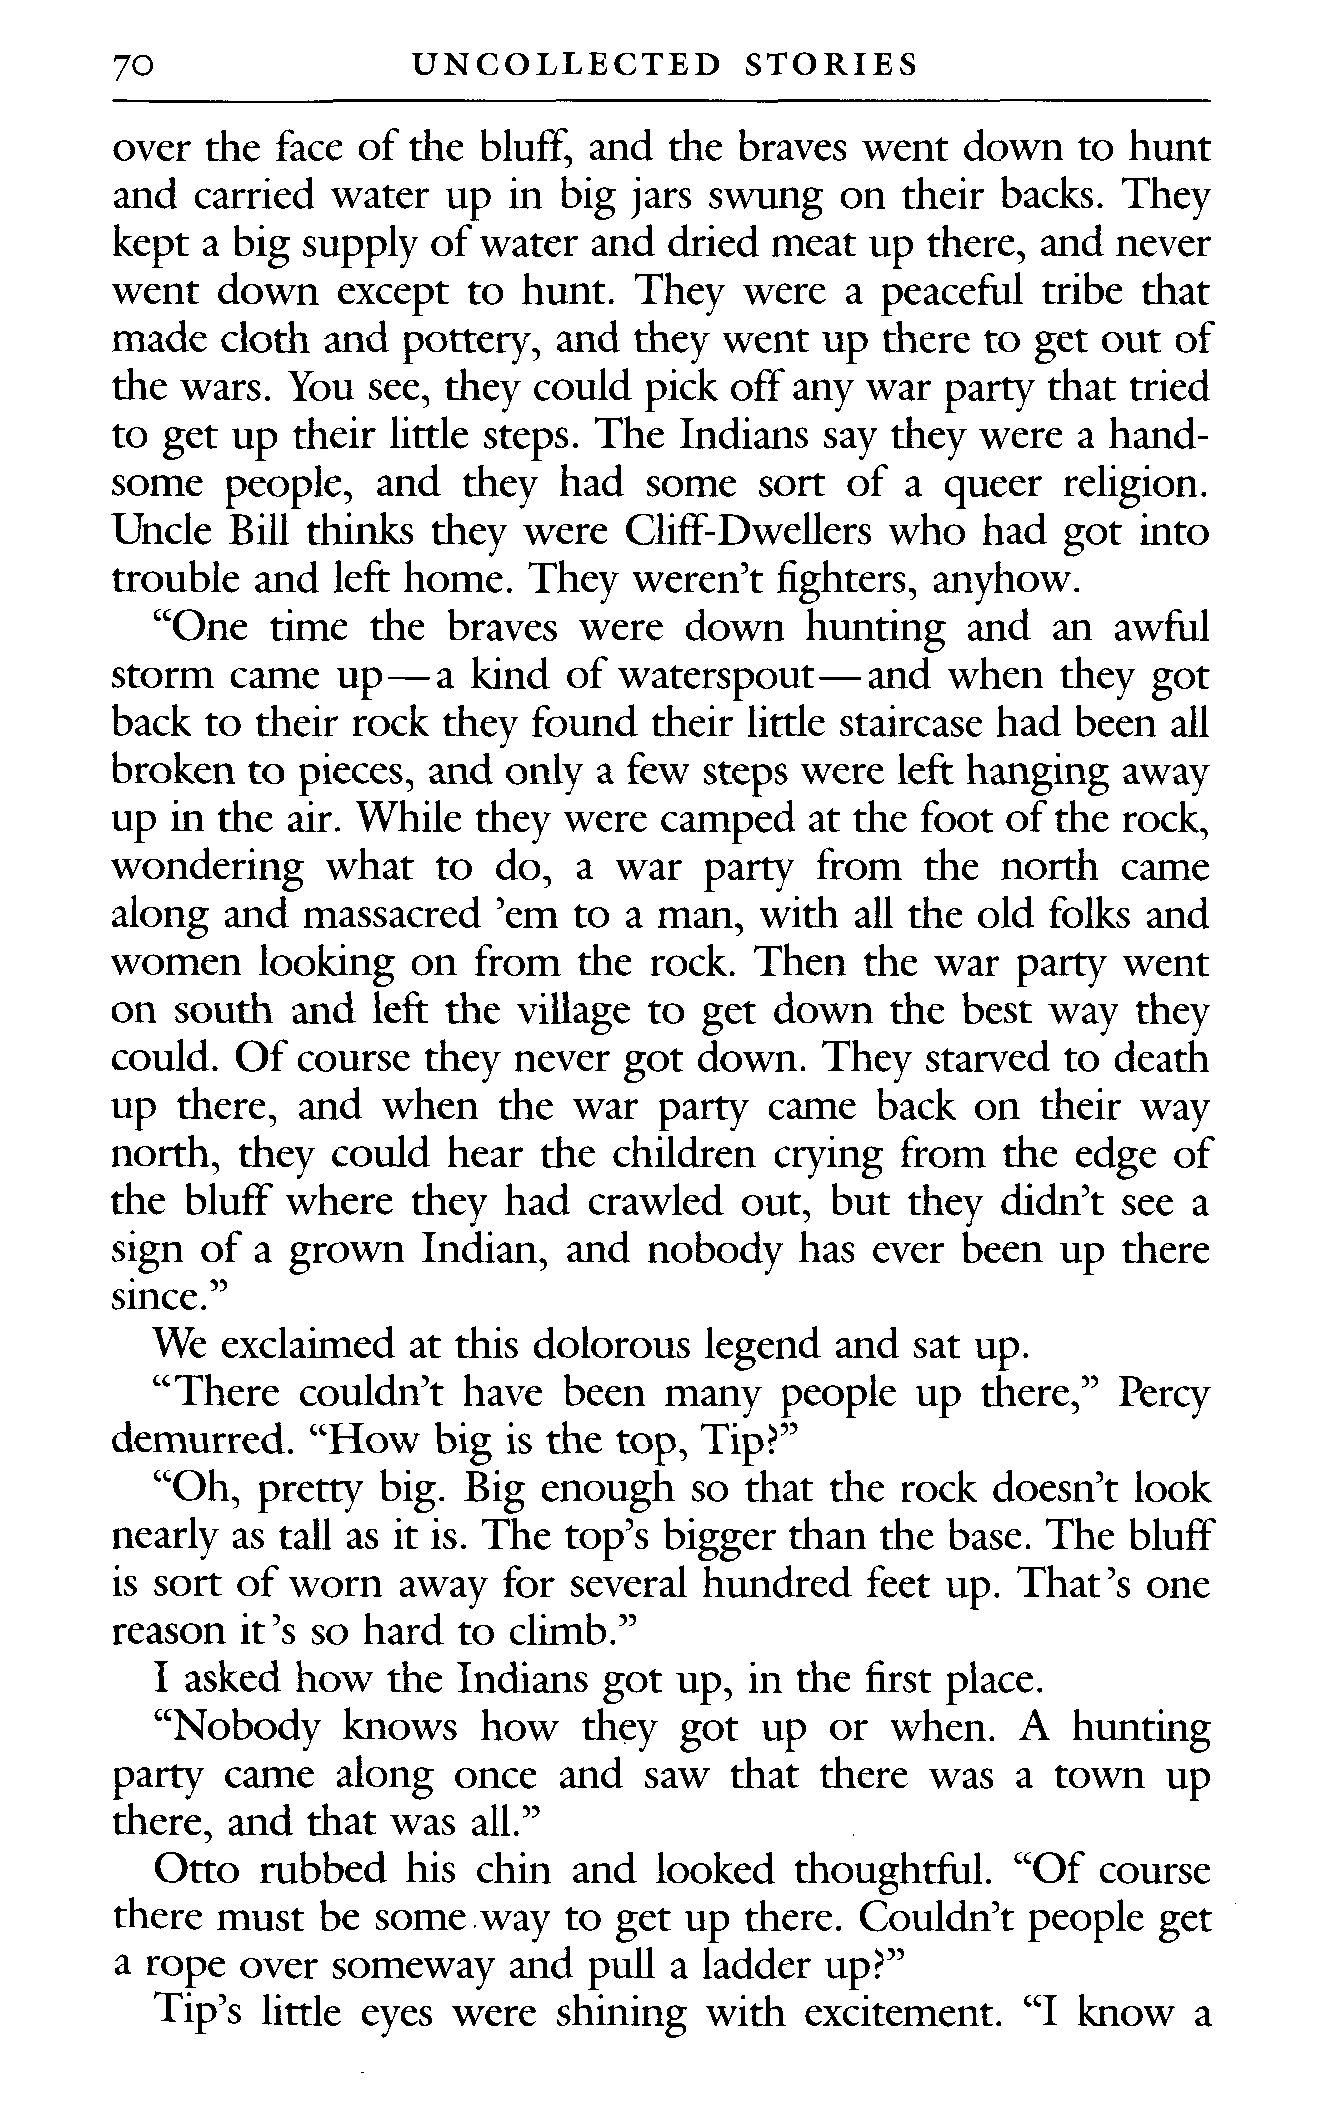 70 UNCOLLECTED STORIES
over the face of the bluff, and the braves went down to hunt
and carried water up in big jars swung on their backs. They
kept a big supply of water and dried meat up there, and never
went down except to hunt. They were a peaceful tribe that
made cloth and pottery, and they went up there to get out of
the wars. You see, they could pick off any war party that tried
to get up their little steps. The Indians say they were a hand-
some people, and they had some sort of a queer religion.
Uncle Bill thinks they were Cliff-Dwellers who had got into
trouble and left home. They weren’t fighters, anyhow.
“One time the braves were down hunting and an awful
storm came up—a kind of waterspout—and when they got
back to their rock they found their little staircase had been all
broken to pieces, and only a few steps were left hanging away
up in the air. While they were camped at the foot of the rock,
wondering what to do, a war party from the north came
along and massacred ’em to a man, with all the old folks and
women looking on from the rock. Then the war party went
on south and left the village to get down the best way they
could. Of course they never got down. They starved to death
up there, and when the war party came back on their way
north, they could hear the children crying from the edge of
the bluff where they had crawled out, but they didn’t see a
sign of a grown Indian, and nobody has ever been up there
since.”
We exclaimed at this dolorous legend and sat up.
“There couldn’t have been many people up there,” Percy
demurred. “How big is the top, Tip?”
“Oh, pretty big. Big enough so that the rock doesn’t look
nearly as tall as it is. The top’s bigger than the base. The bluff
is sort of worn away for several hundred feet up. That’s one
reason it’s so hard to climb.”
I asked how the Indians got up, in the first place.
“Nobody knows how they got up or when. A hunting
party came along once and saw that there was a town up
there, and that was all.”
Otto rubbed his chin and looked thoughtful. “Of course
there must be some way to get up there. Couldn’t people get
a rope over someway and pull a ladder up?”
Tip’s little eyes were shining with excitement. “I know a